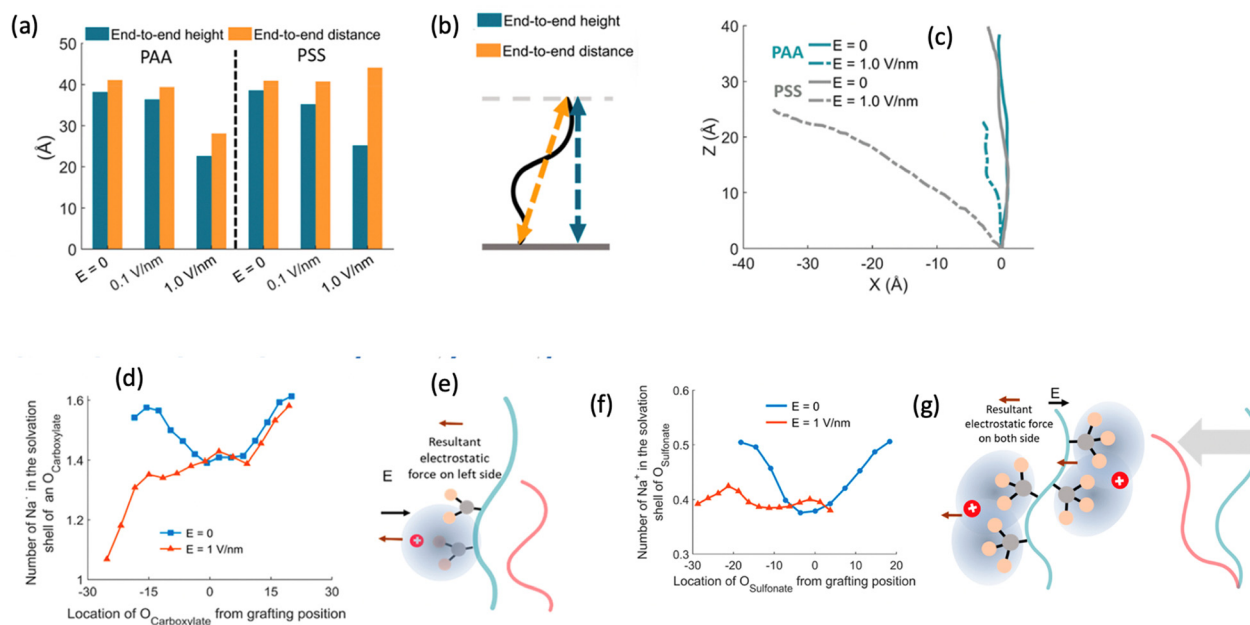 (a)
End-to-end height End-to-end distance
PAA PSS
(Å)
50
40
30
20
10
0
E = 0 0.1 V/nm 1.0 V/nm E = 0 0.1 V/nm 1.0 V/nm
(b)
End-to-end height
End-to-end distance
(c)
PAA
E = 0
E = 1.0 V/nm
PSS
E = 0
E = 1.0 V/nm
Z (Å)
40
30
20
10
0
-40 -30 -20 -10 0
X (Å)
(d)
Number of Na- in the solvation
shell of an OCarboxylate
1.6
1.4
1.2
1
E = 0
E = 1 V/nm
-30 -15 0 15 30
Location of OCarboxylate from grafting position
(e)
Resultant
electrostatic
force on left side
E
+
(f)
Number of Na+ in the solvation
shell of OSulfonate
0.6
0.5
0.4
0.3
E = 0
E = 1 V/nm
-30 -20 -10 0 10 20
Location of OSulfonate from grafting position
(g)
E
Resultant
electrostatic force
on both side
+
+